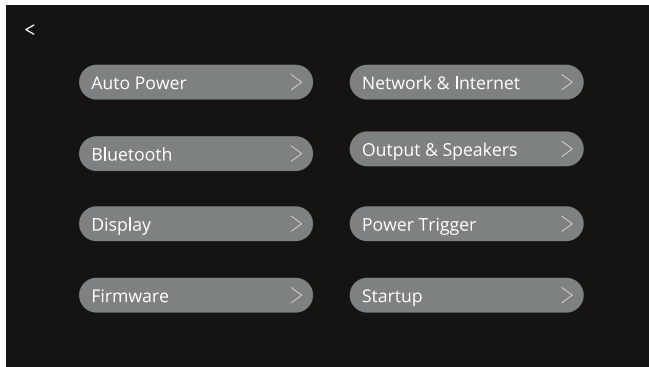 <
Auto Power >
Network & Internet >
Bluetooth >
Output & Speakers >
Display >
Power Trigger >
Firmware >
Startup >